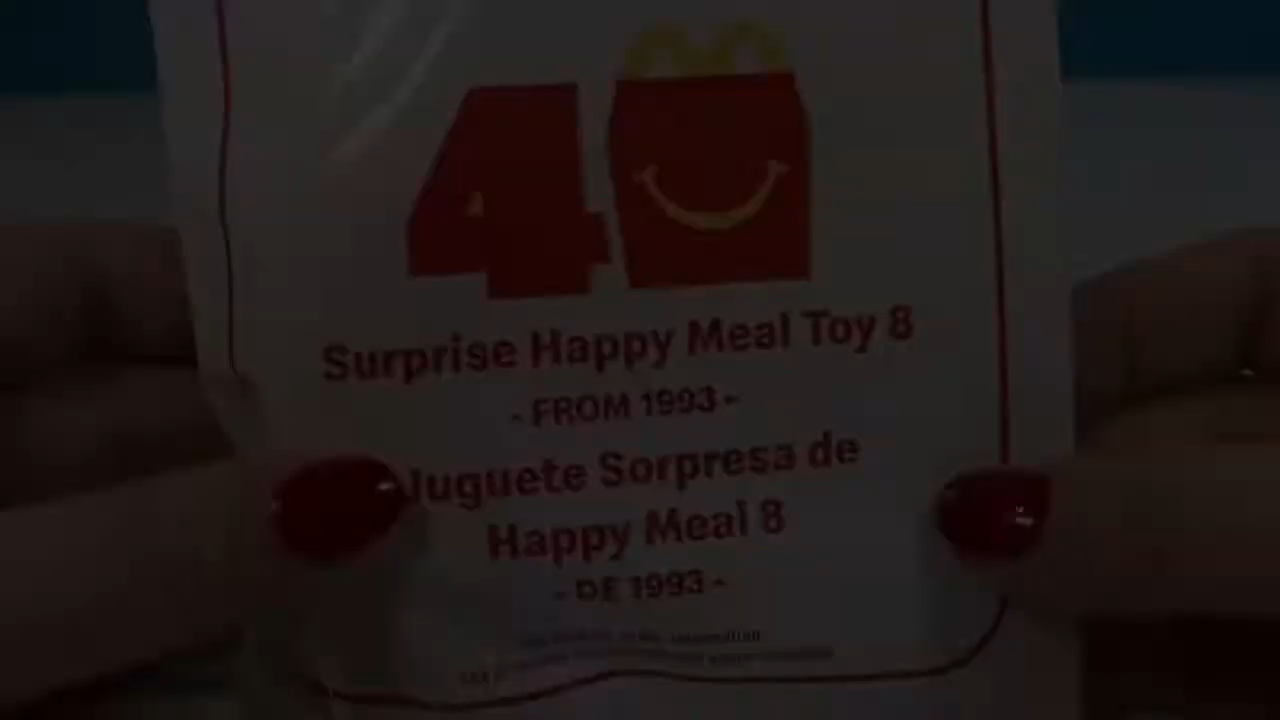 40
Surprise Happy Meal Toy 8
- FROM 1993 -
Juguete Sorpresa de
Happy Meal 8
- DE 1993 -